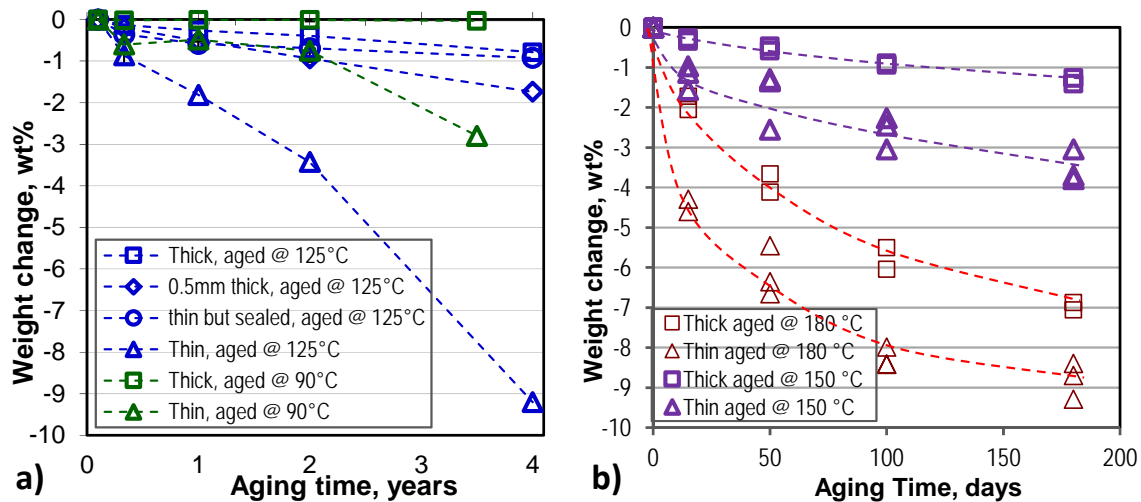 -0
-1
-2
-3
-4
-5
-6
-7
-8
-9
-10
Weight change, wt%
Thick, aged @ 125°C
0.5mm thick, aged @ 125°C
thin but sealed, aged @ 125°C
Thin, aged @ 125°C
Thick, aged @ 90°C
Thin, aged @ 90°C
0 1 2 3 4
a)
Aging time, years
-0
-1
-2
-3
-4
-5
-6
-7
-8
-9
-10
Weight change, wt%
Thick aged @ 180 °C
Thin aged @ 180 °C
Thick aged @ 150 °C
Thin aged @ 150 °C
0 50 100 150 200
b)
Aging Time, days